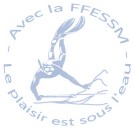 - Avec la FFESSM -
Le plaisir est sous l'eau